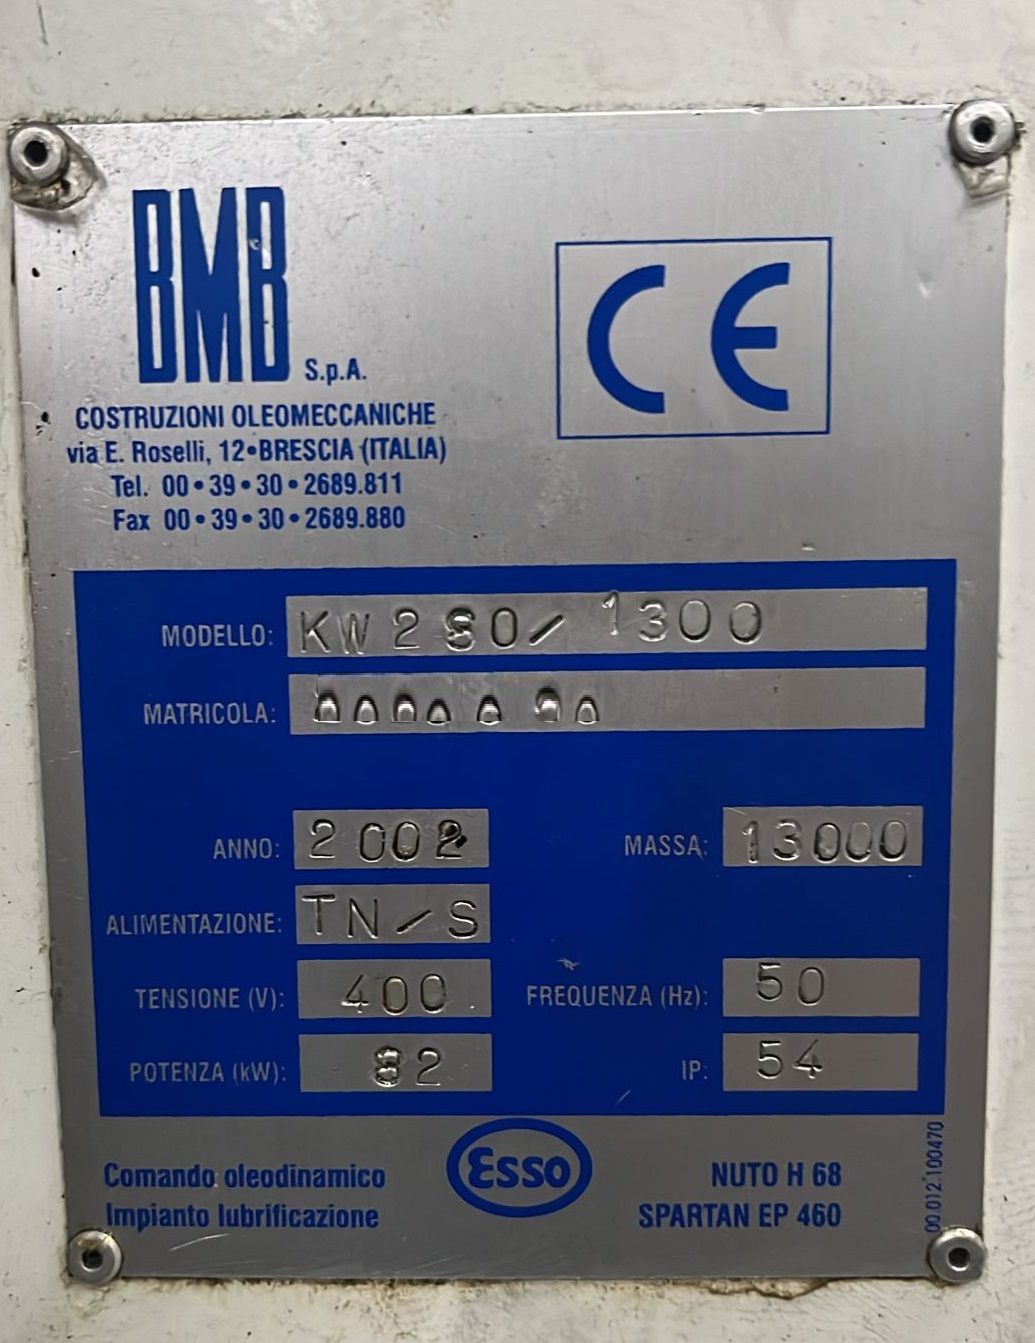 BMB S.p.A.
COSTRUZIONI OLEOMECCANICHE
via E. Roselli, 12•BRESCIA (ITALIA)
Tel. 00•39•30•2689.811
Fax 00•39•30•2689.880
CE
MODELLO: KW 280/1300
MATRICOLA:
ANNO: 2002
MASSA: 13000
ALIMENTAZIONE: TN/S
TENSIONE (V): 400
FREQUENZA (Hz): 50
POTENZA (kW): 82
IP: 54
Comando oleodinamico
Impianto lubrificazione
Esso
NUTO H 68
SPARTAN EP 460
00.012.100470